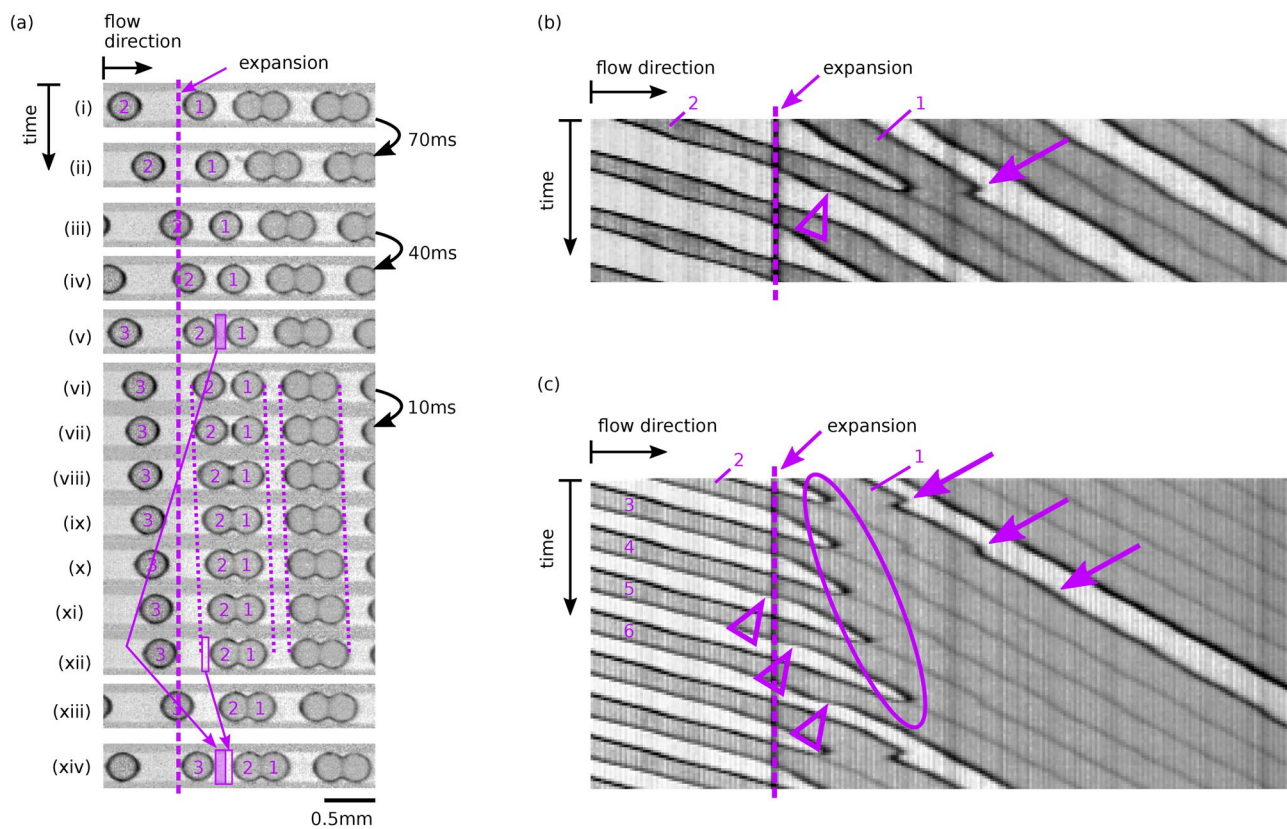 (a)
flow
direction
expansion
time
(i)
2
1
70ms
(ii)
2
1
(iii)
2
1
40ms
(iv)
2
1
(v)
3
2
1
(vi)
3
2
1
10ms
(vii)
3
2
1
(viii)
3
2
1
(ix)
3
2
1
(x)
3
2
1
(xi)
3
2
1
(xii)
3
2
1
(xiii)
2
1
(xiv)
3
2
1
0.5mm
(b)
flow direction
expansion
2
1
time
(c)
flow direction
expansion
2
1
time
3
4
5
6